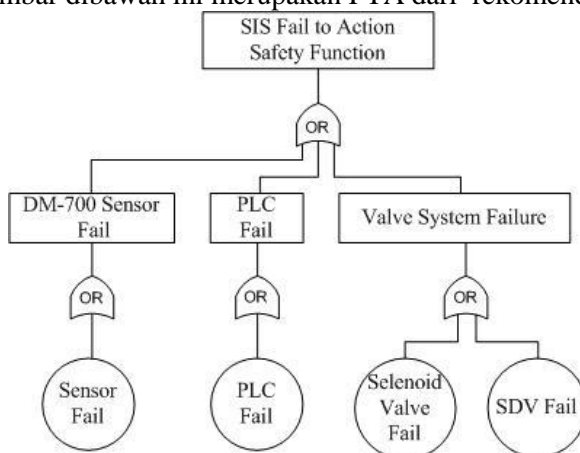 SIS Fail to Action
Safety Function
OR
DM-700 Sensor
Fail
PLC
Fail
Valve System Failure
OR
OR
OR
Sensor
Fail
PLC
Fail
Selenoid
Valve
Fail
SDV Fail